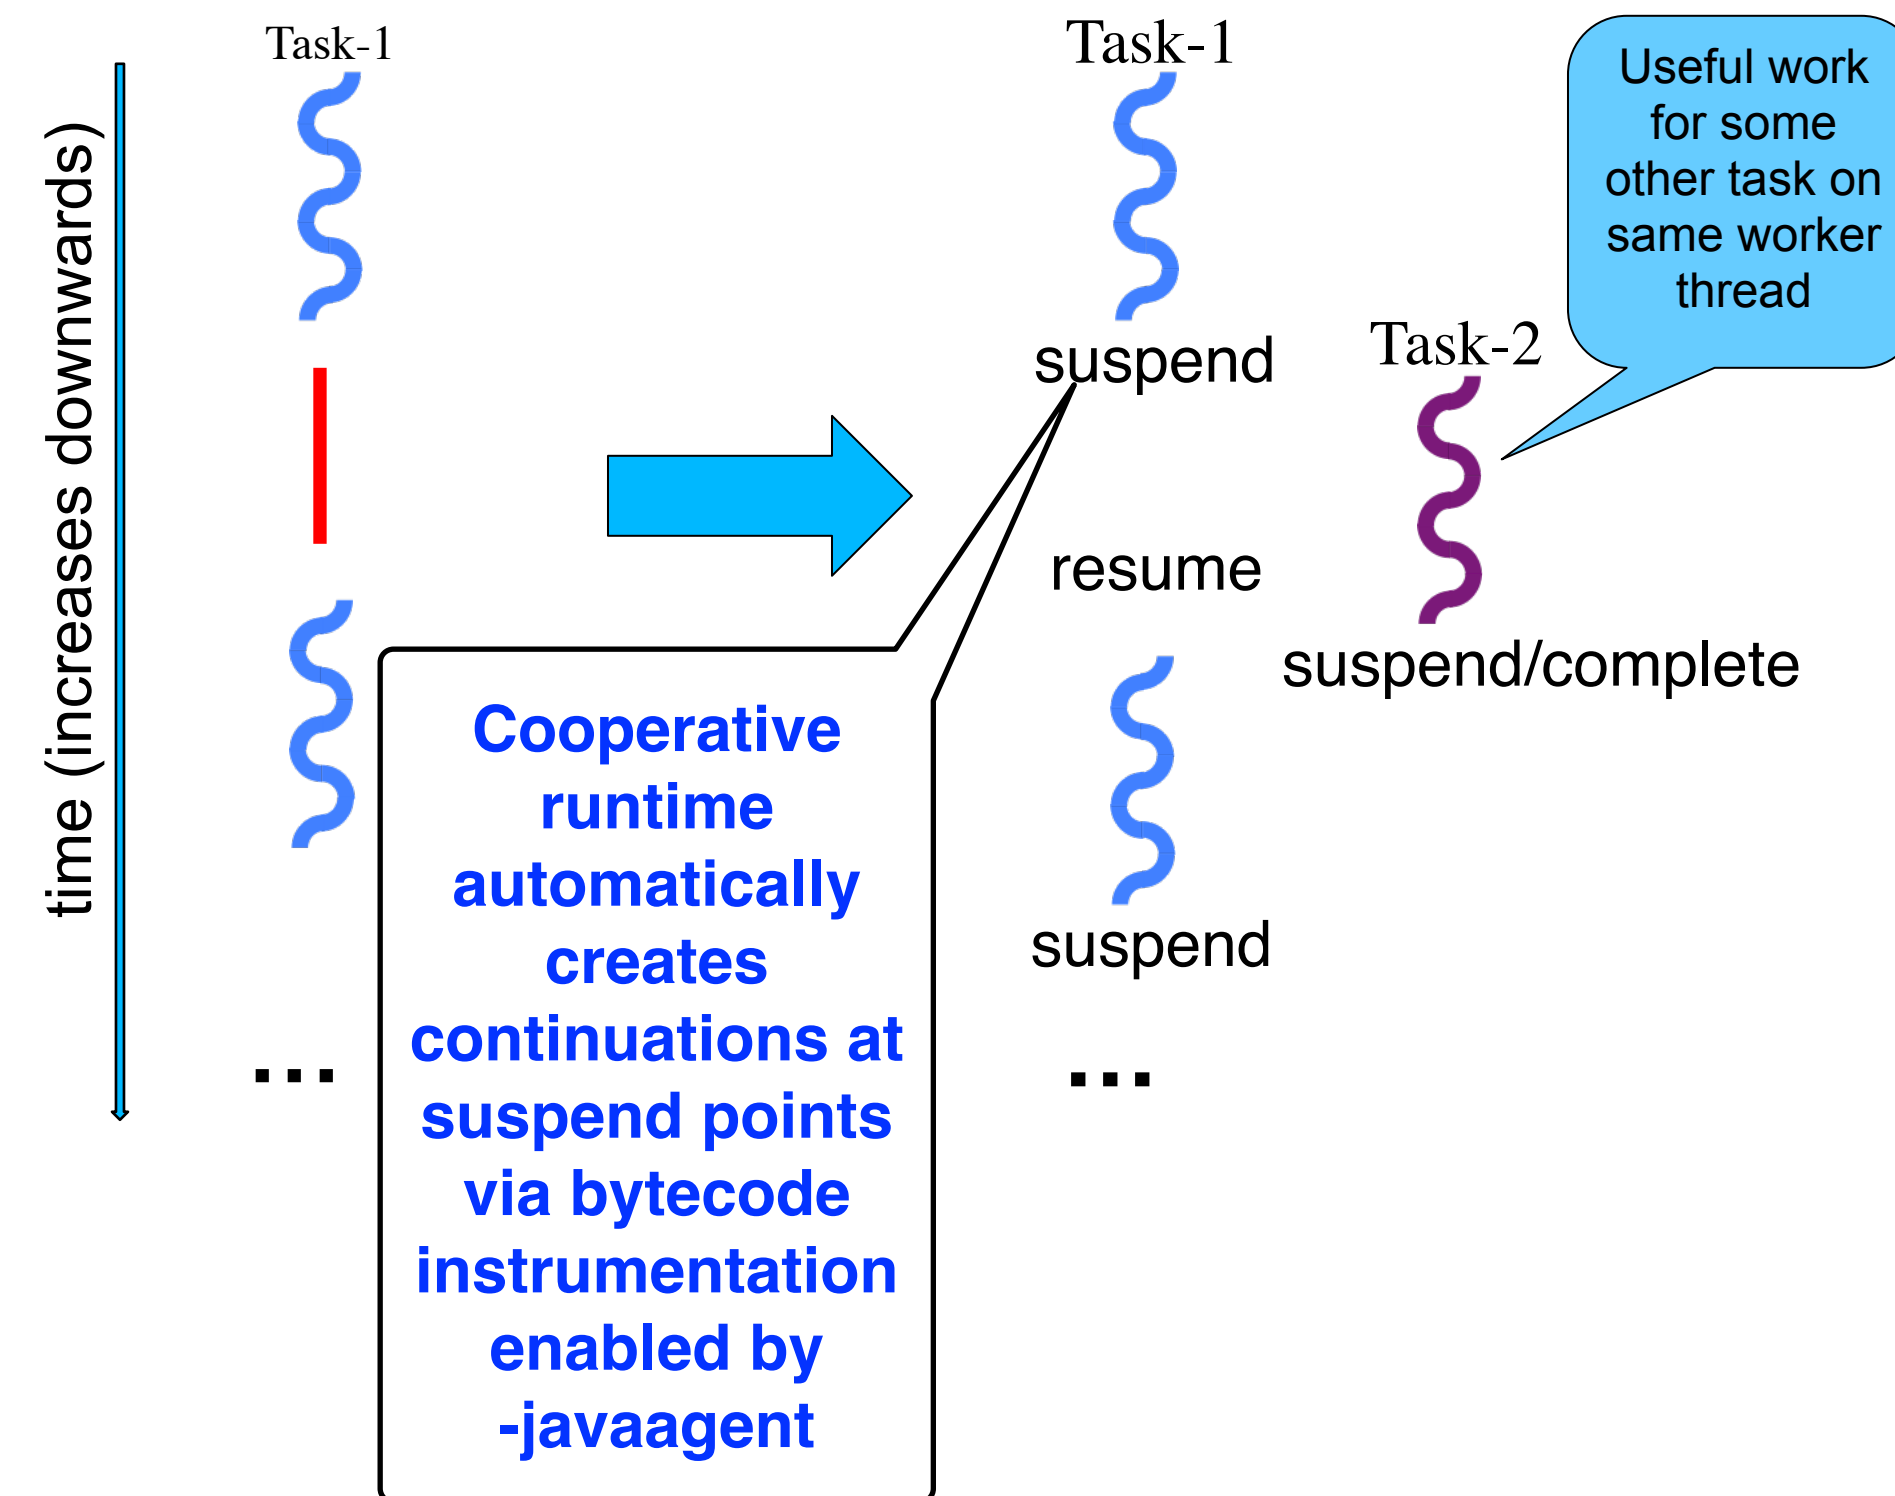 time (increases downwards)
Task-1
...
Task-1
suspend
resume
suspend
...
Task-2
suspend/complete
Useful work
for some
other task on
same worker
thread
Cooperative
runtime
automatically
creates
continuations at
suspend points
via bytecode
instrumentation
enabled by
-javaagent